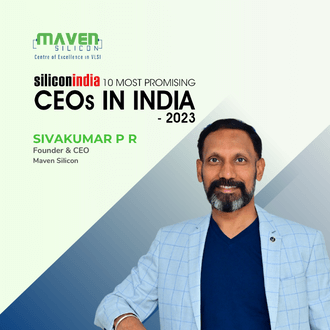 MAVEN
SILICON
Centre of Excellence in VLSI
siliconindia 10 MOST PROMISING
CEOs IN INDIA
- 2023
SIVAKUMAR P R
Founder & CEO
Maven Silicon